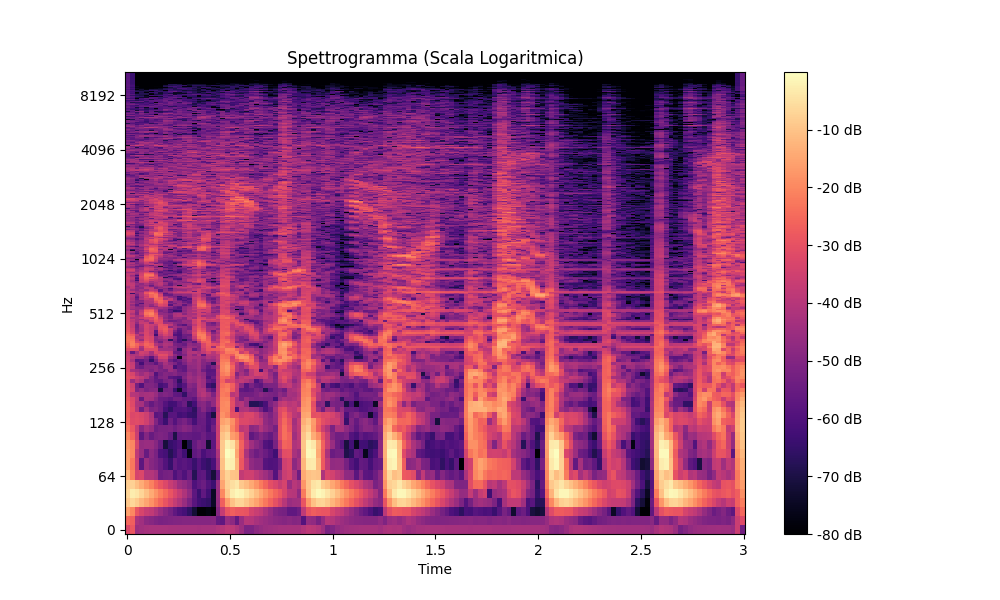 Spettrogramma (Scala Logaritmica)
8192
4096
2048
1024
512
256
128
64
0
Hz
0
0.5
1
1.5
2
2.5
3
Time
-10 dB
-20 dB
-30 dB
-40 dB
-50 dB
-60 dB
-70 dB
-80 dB